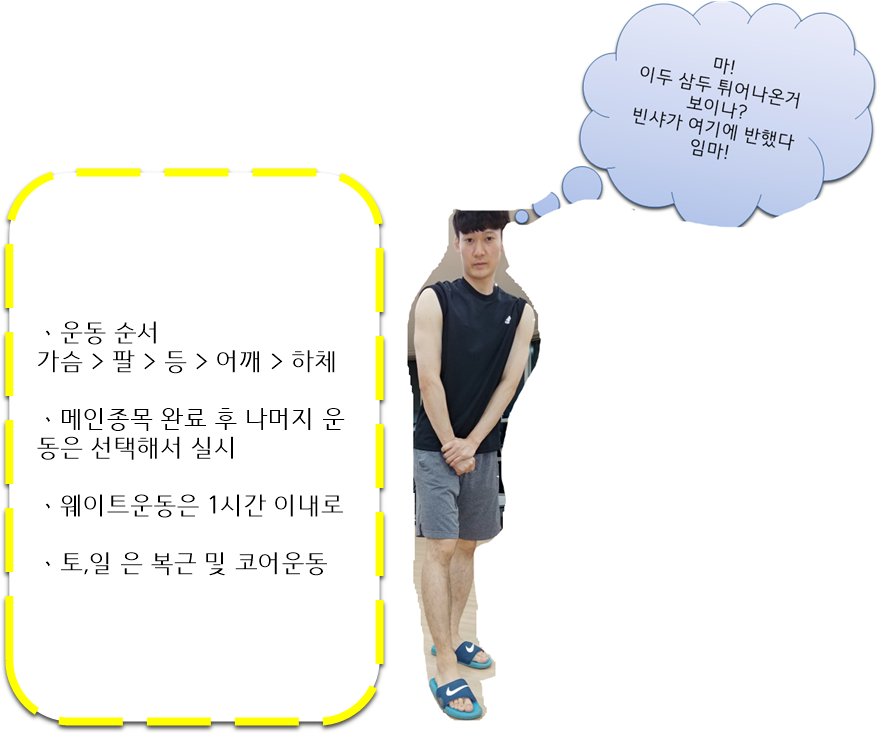 마!
이두 삼두 튀어나온거
보이나?
빈샤가 여기에 반했다
임마!
、운동 순서
가슴 > 팔 > 등 > 어깨 > 하체
、메인종목 완료 후 나머지 운
동은 선택해서 실시
、웨이트운동은 1시간 이내로
、토,일 은 복근 및 코어운동